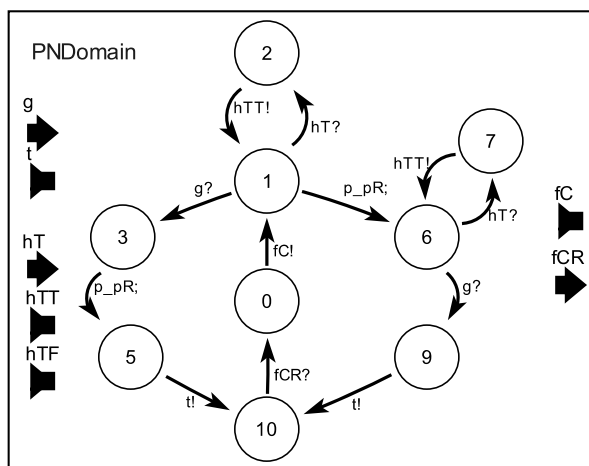 PNDomain
2
g
hTT!
hT?
7
t
1
hTT!
g?
p_pR;
hT?
fC
3
6
hT
fC!
fCR
p_pR;
g?
hTT
0
hTF
5
9
fCR?
t!
t!
10